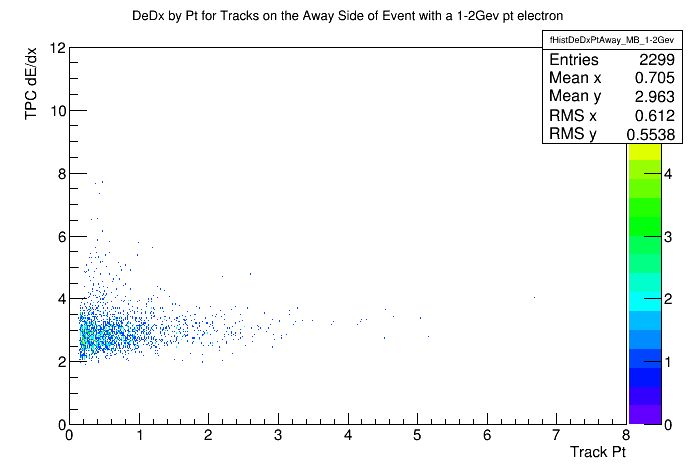 DeDx by Pt for Tracks on the Away Side of Event with a 1-2Gev pt electron
fHistDeDxPtAway_MB_1-2Gev
Entries 2299
Mean x 0.705
Mean y 2.963
RMS x 0.612
RMS y 0.5538
TPC dE/dx
12
10
8
6
4
2
0
0 1 2 3 4 5 6 7 8
Track Pt
4
3
2
1
0